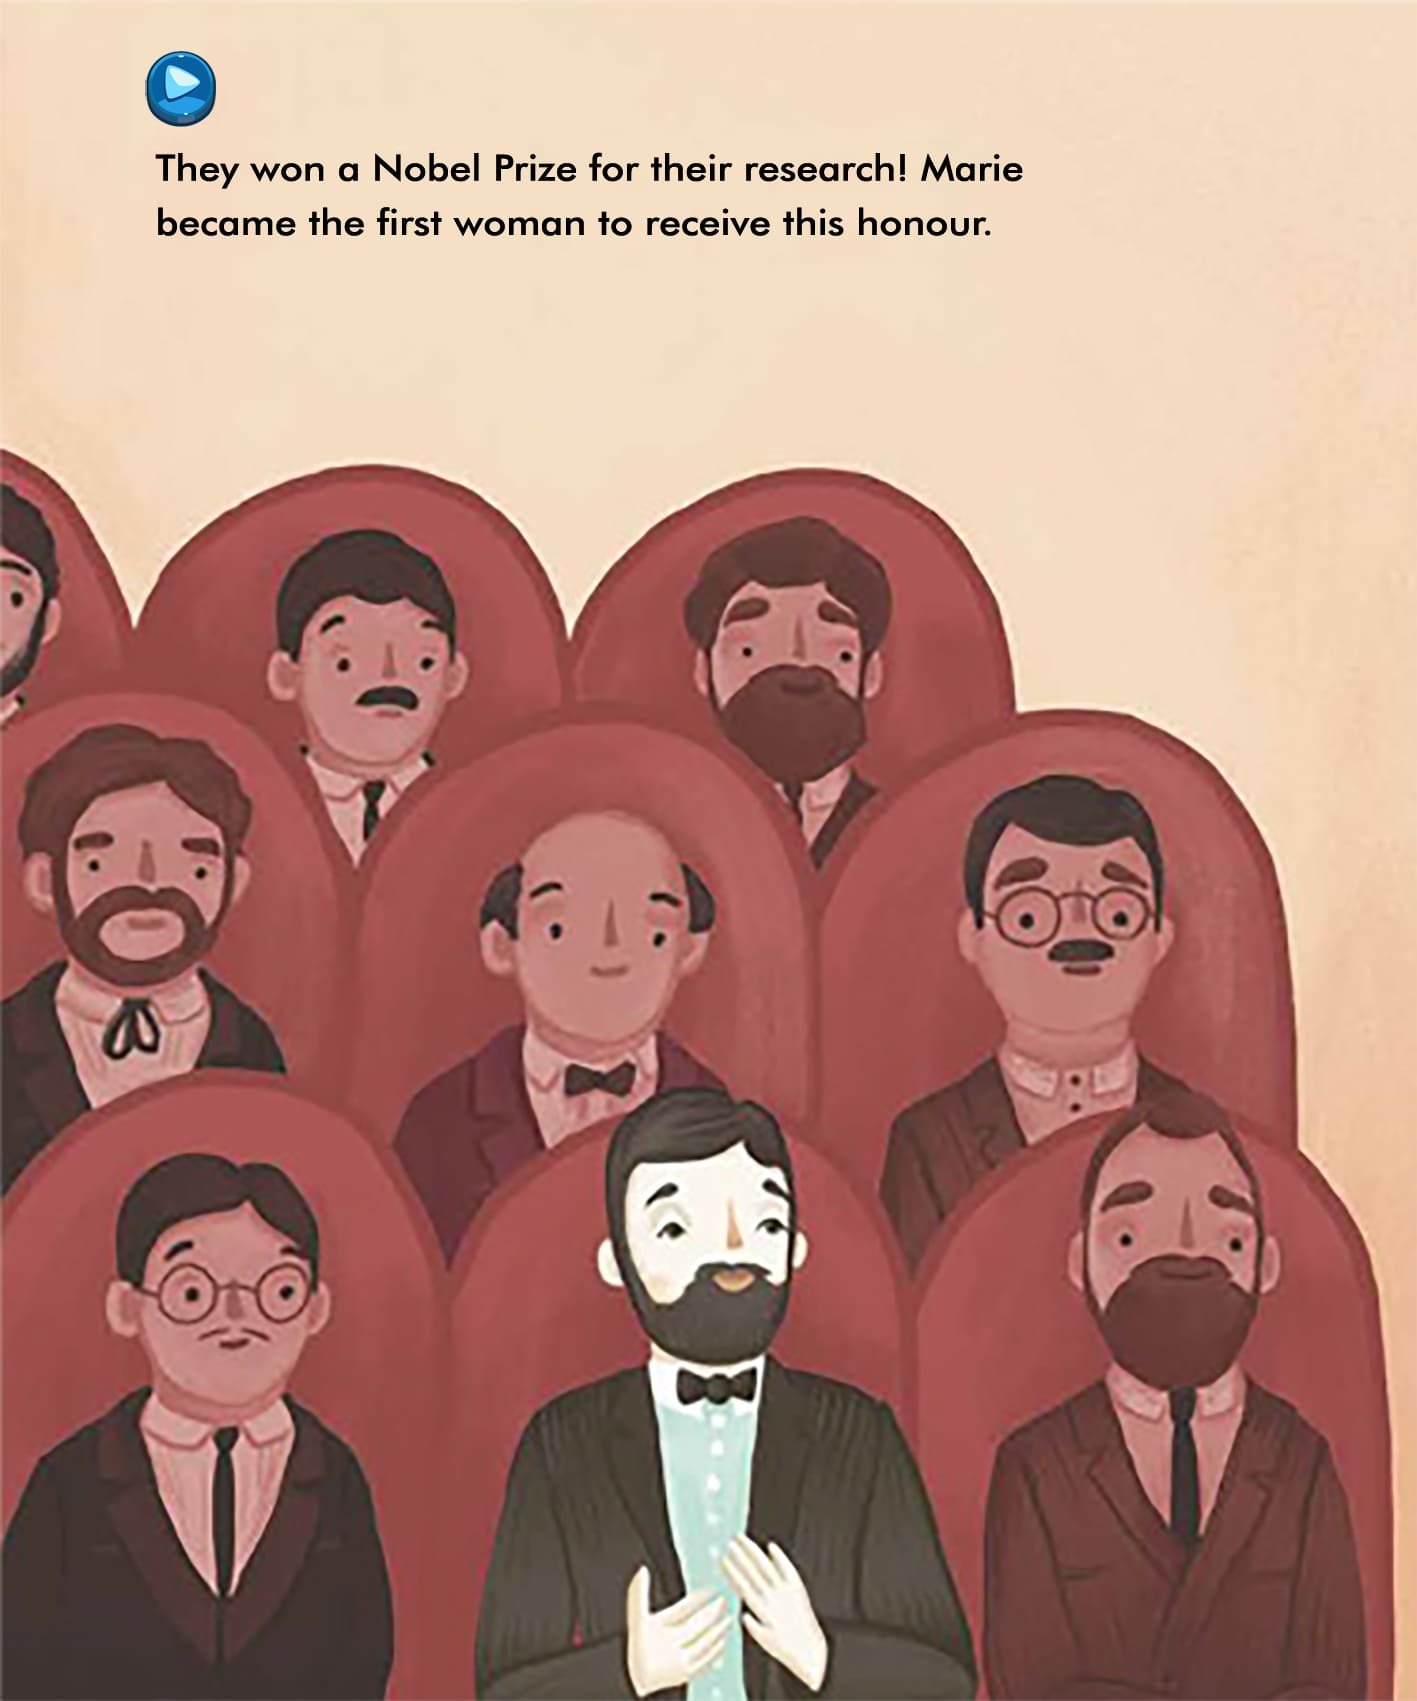 They won a Nobel Prize for their research! Marie
became the first woman to receive this honour.